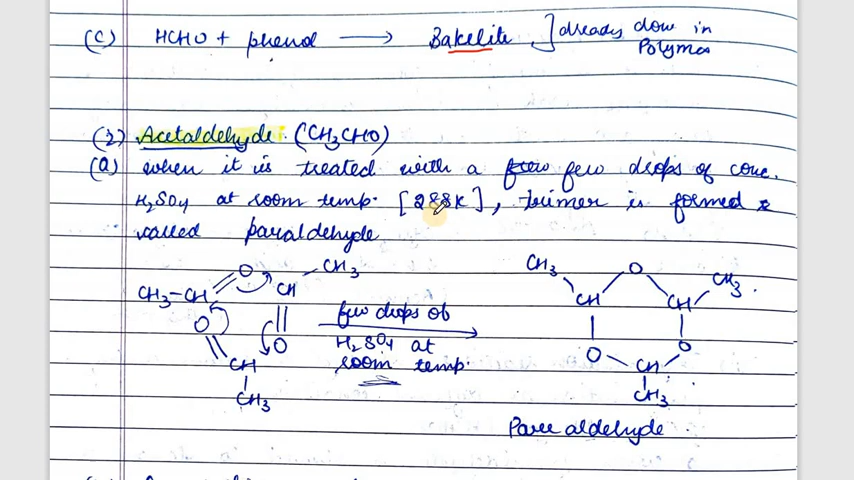 (C) HCHO + phenol ⟶ Bakelite ] already done in
Polymer
(2) Acetaldehyde. (CH3CHO)
(a) when it is treated with a few few drops of conc.
H2SO4 at room temp. [288K], trimer is formed &
called paraldehyde
CH3-CH=O CH-CH3
O=CH-CH3
few drops of
H2SO4 at
room temp.
CH3 O CH3.
CH CH
O O
CH
CH3
Para aldehyde